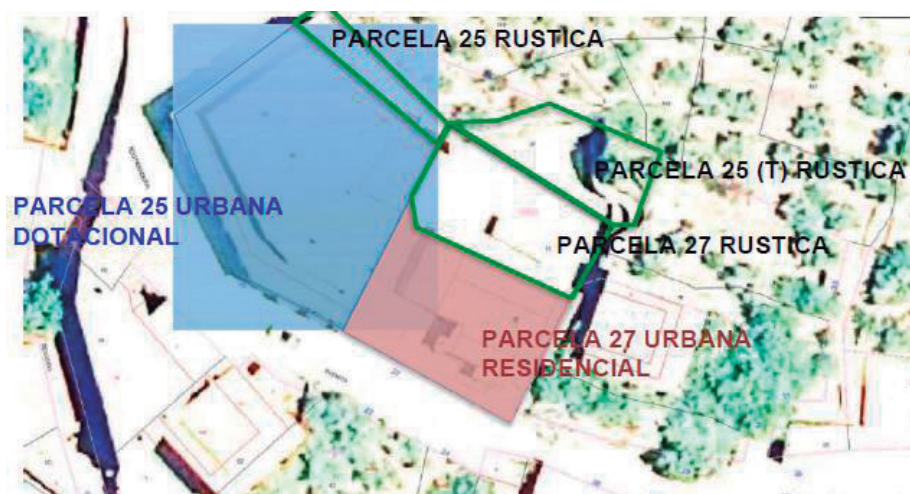 PARCELA 25 RUSTICA
PARCELA 25 (T) RUSTICA
PARCELA 25 URBANA
DOTACIONAL
PARCELA 27 RUSTICA
PARCELA 27 URBANA
RESIDENCIAL